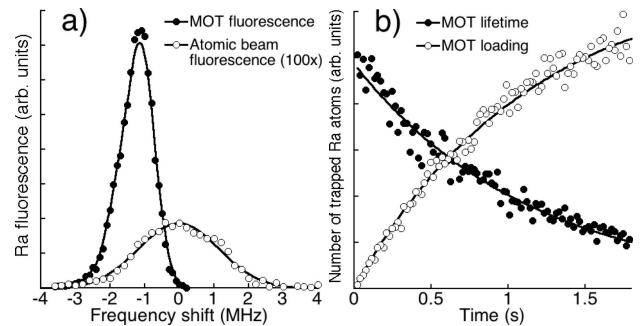 a)
MOT fluorescence
Atomic beam
fluorescence (100x)
Ra fluorescence (arb. units)
-4 -3 -2 -1 0 1 2 3 4
Frequency shift (MHz)
b)
MOT lifetime
MOT loading
Number of trapped Ra atoms (arb. units)
0 0.5 1 1.5
Time (s)